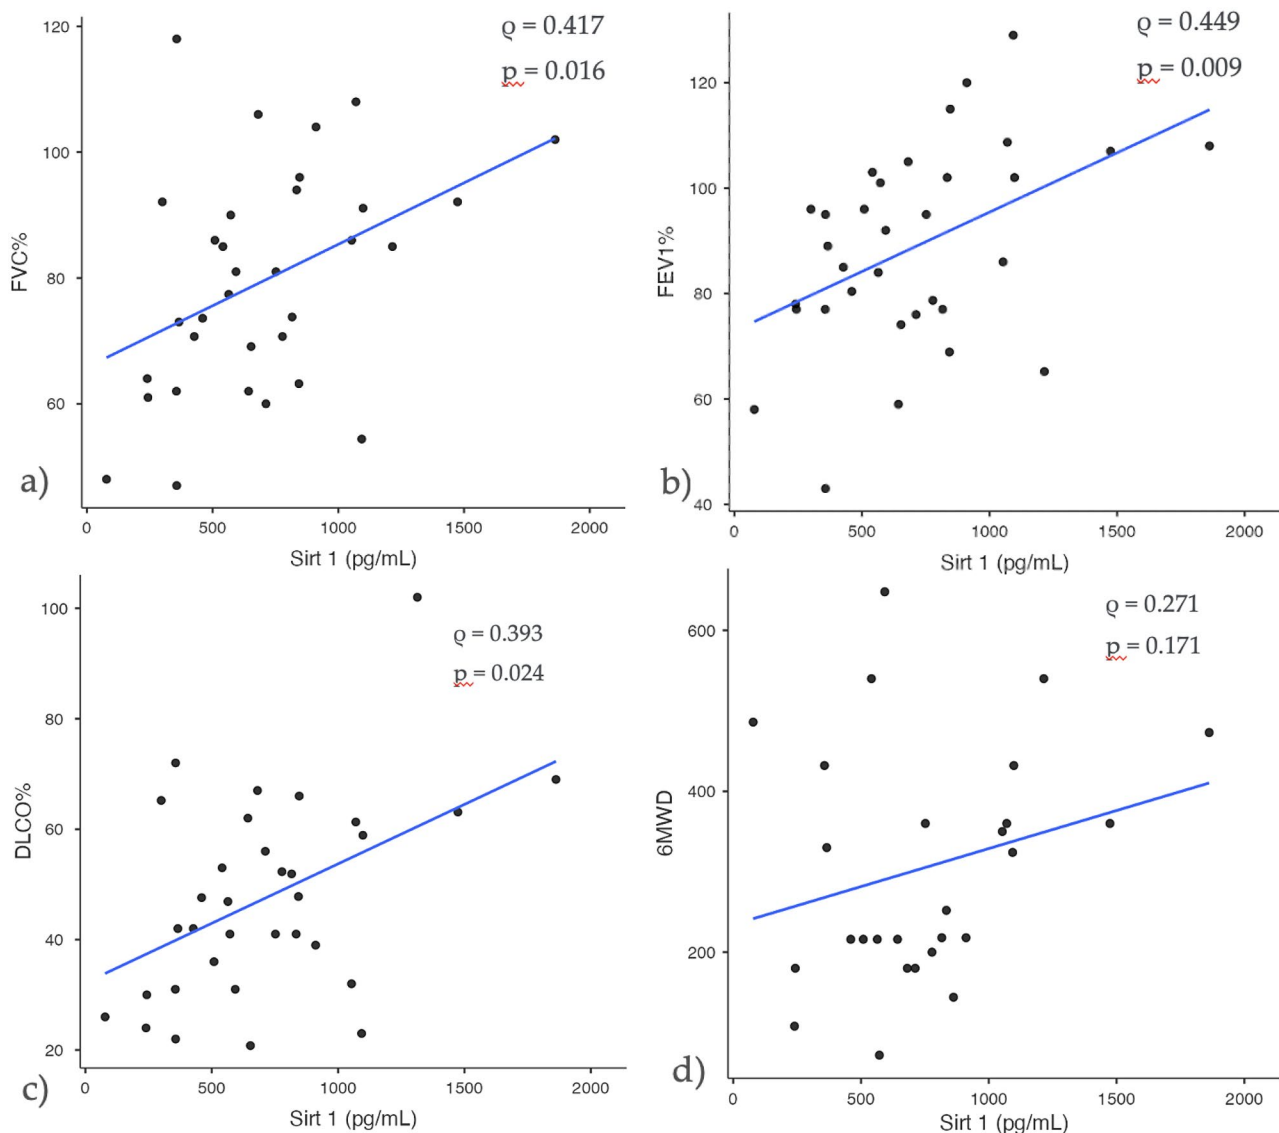 ϱ = 0.417
p = 0.016
120
100
80
60
FVC%
a)
0 500 1000 1500 2000
Sirt 1 (pg/mL)
ϱ = 0.449
p = 0.009
120
100
80
60
40
FEV1%
b)
0 500 1000 1500 2000
Sirt 1 (pg/mL)
ϱ = 0.393
p = 0.024
100
80
60
40
20
DLCO%
c)
0 500 1000 1500 2000
Sirt 1 (pg/mL)
ϱ = 0.271
p = 0.171
600
400
200
6MWD
d)
0 500 1000 1500 2000
Sirt 1 (pg/mL)